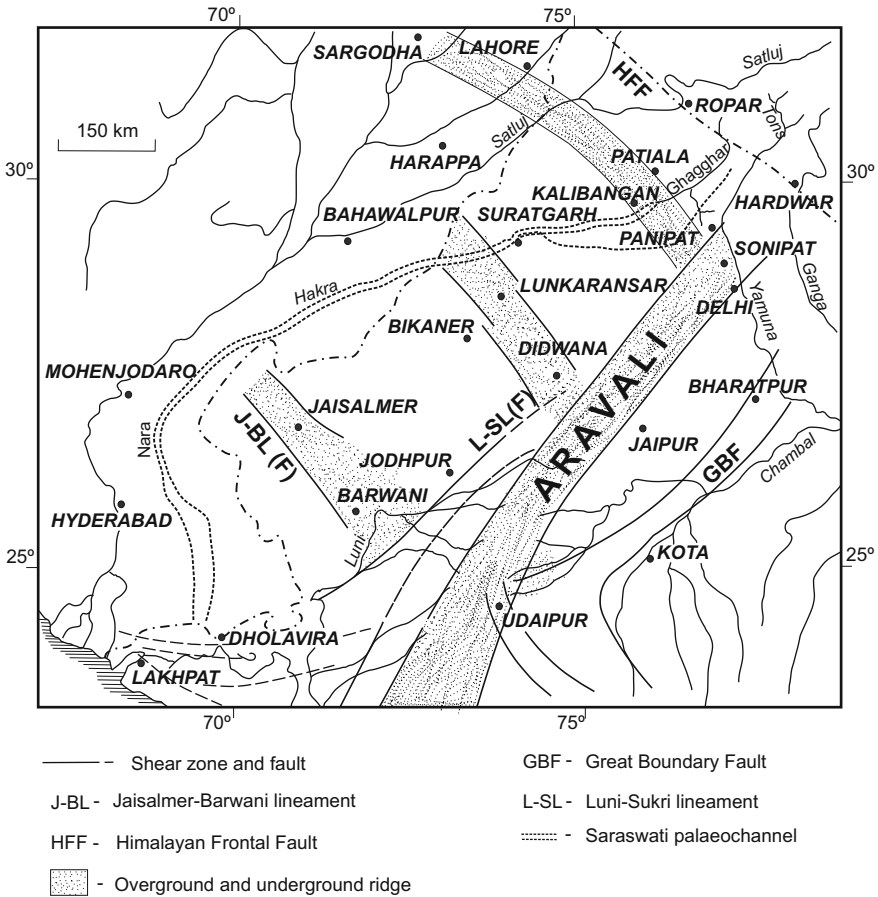 70º 75º
SARGODHA LAHORE
HFF
Satluj
ROPAR
Tons
150 km
Satluj
HARAPPA
PATIALA
Ghagghar
30º 30º
KALIBANGAN
HARDWAR
BAHAWALPUR SURATGARH
PANIPAT
SONIPAT
Hakra
LUNKARANSAR
Ganga
DELHI
Yamuna
BIKANER
DIDWANA
MOHENJODARO
BHARATPUR
JAISALMER
L-SL(F)
ARAVALI
Nara
J-BL (F)
JAIPUR
GBF
Chambal
JODHPUR
BARWANI
HYDERABAD
Luni
KOTA
25º 25º
UDAIPUR
DHOLAVIRA
LAKHPAT
70º 75º
- Shear zone and fault
GBF - Great Boundary Fault
J-BL - Jaisalmer-Barwani lineament
L-SL - Luni-Sukri lineament
HFF - Himalayan Frontal Fault
- Saraswati palaeochannel
- Overground and underground ridge